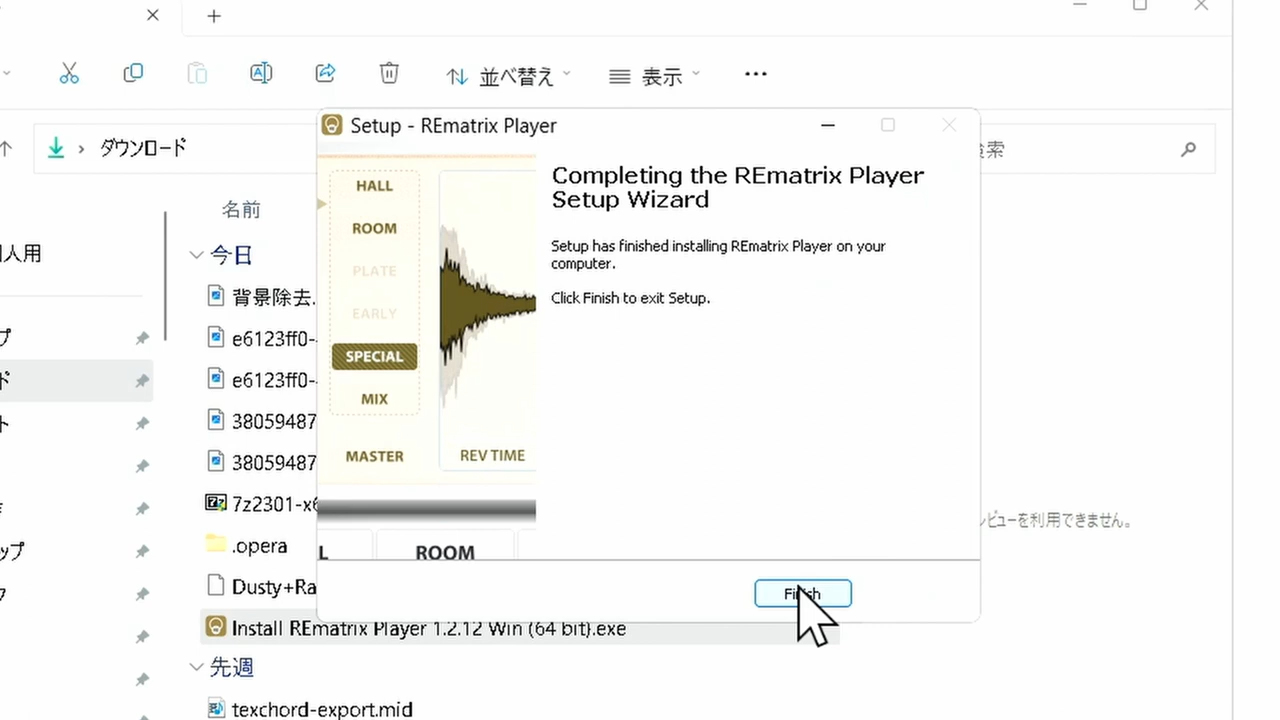 並べ替え
表示
ダウンロード
検索
Setup - REmatrix Player
HALL
ROOM
PLATE
EARLY
SPECIAL
MIX
MASTER
REV TIME
L
ROOM
Completing the REmatrix Player
Setup Wizard
Setup has finished installing REmatrix Player on your
computer.
Click Finish to exit Setup.
Finish
名前
人用
今日
背景除去.
e6123ff0-
e6123ff0-
38059487
38059487
7z2301-x6
.opera
Dusty+Ra
Install REmatrix Player 1.2.12 Win (64 bit).exe
先週
texchord-export.mid
プ
ド
ト
ップ
ビューを利用できません。